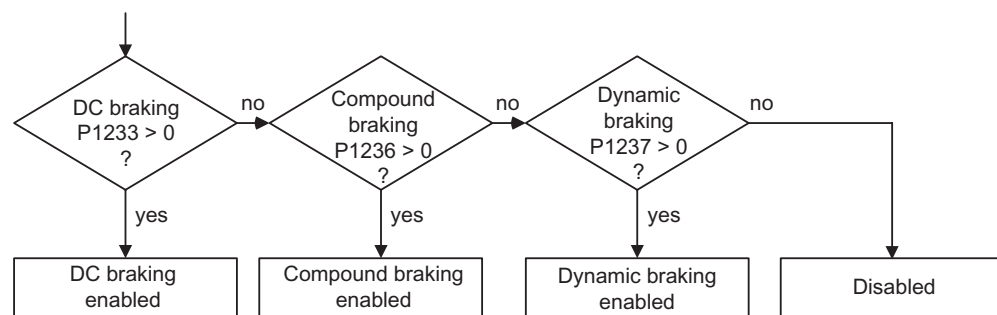 DC braking
P1233 > 0
?
no
Compound
braking
P1236 > 0
?
no
Dynamic
braking
P1237 > 0
?
no
yes
yes
yes
DC braking
enabled
Compound braking
enabled
Dynamic braking
enabled
Disabled